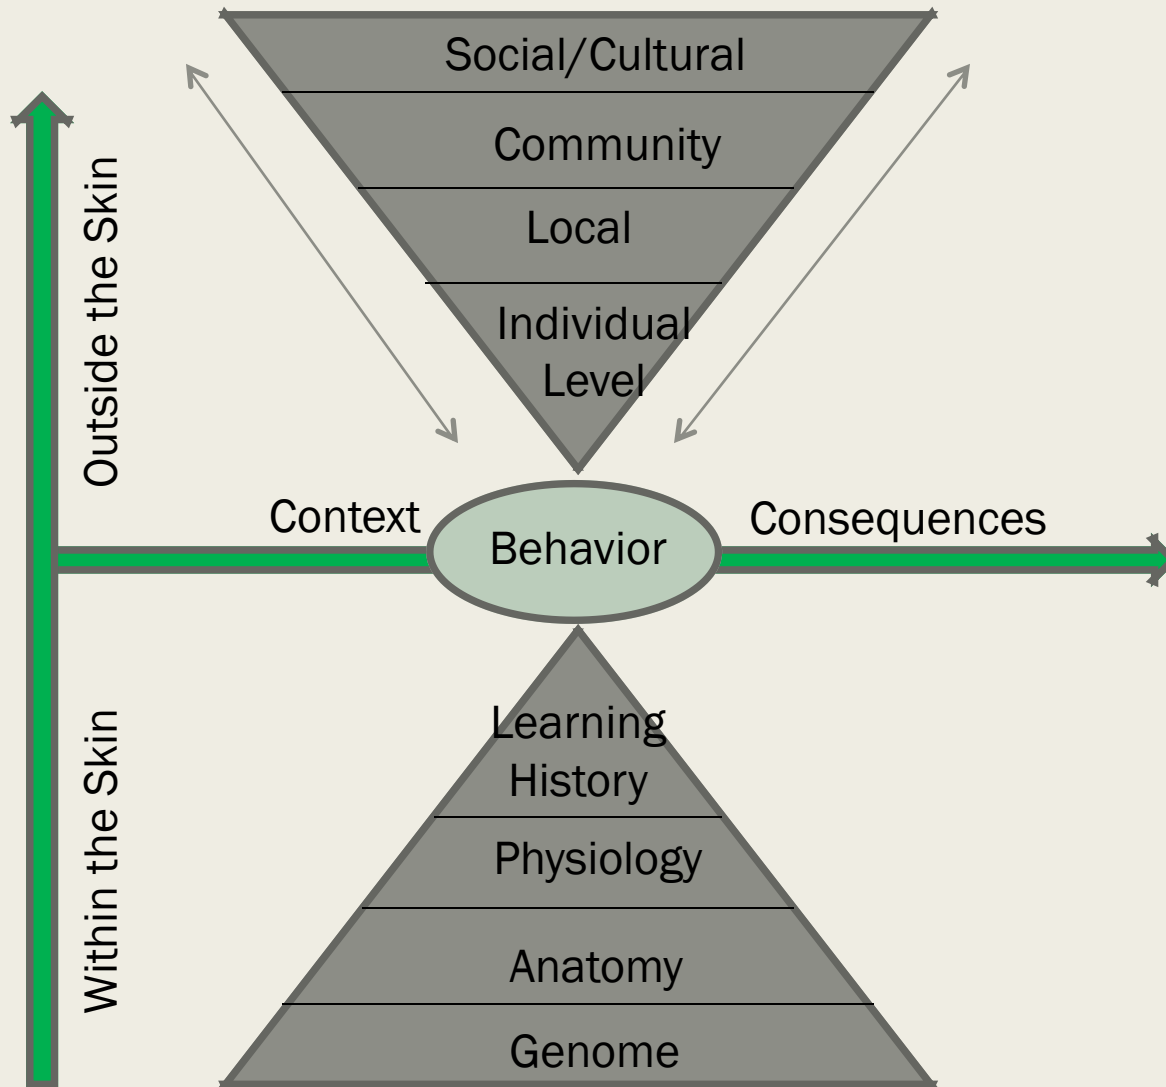 Social/Cultural
Community
Local
Individual
Level
Outside the Skin
Context
Behavior
Consequences
Within the Skin
Learning
History
Physiology
Anatomy
Genome